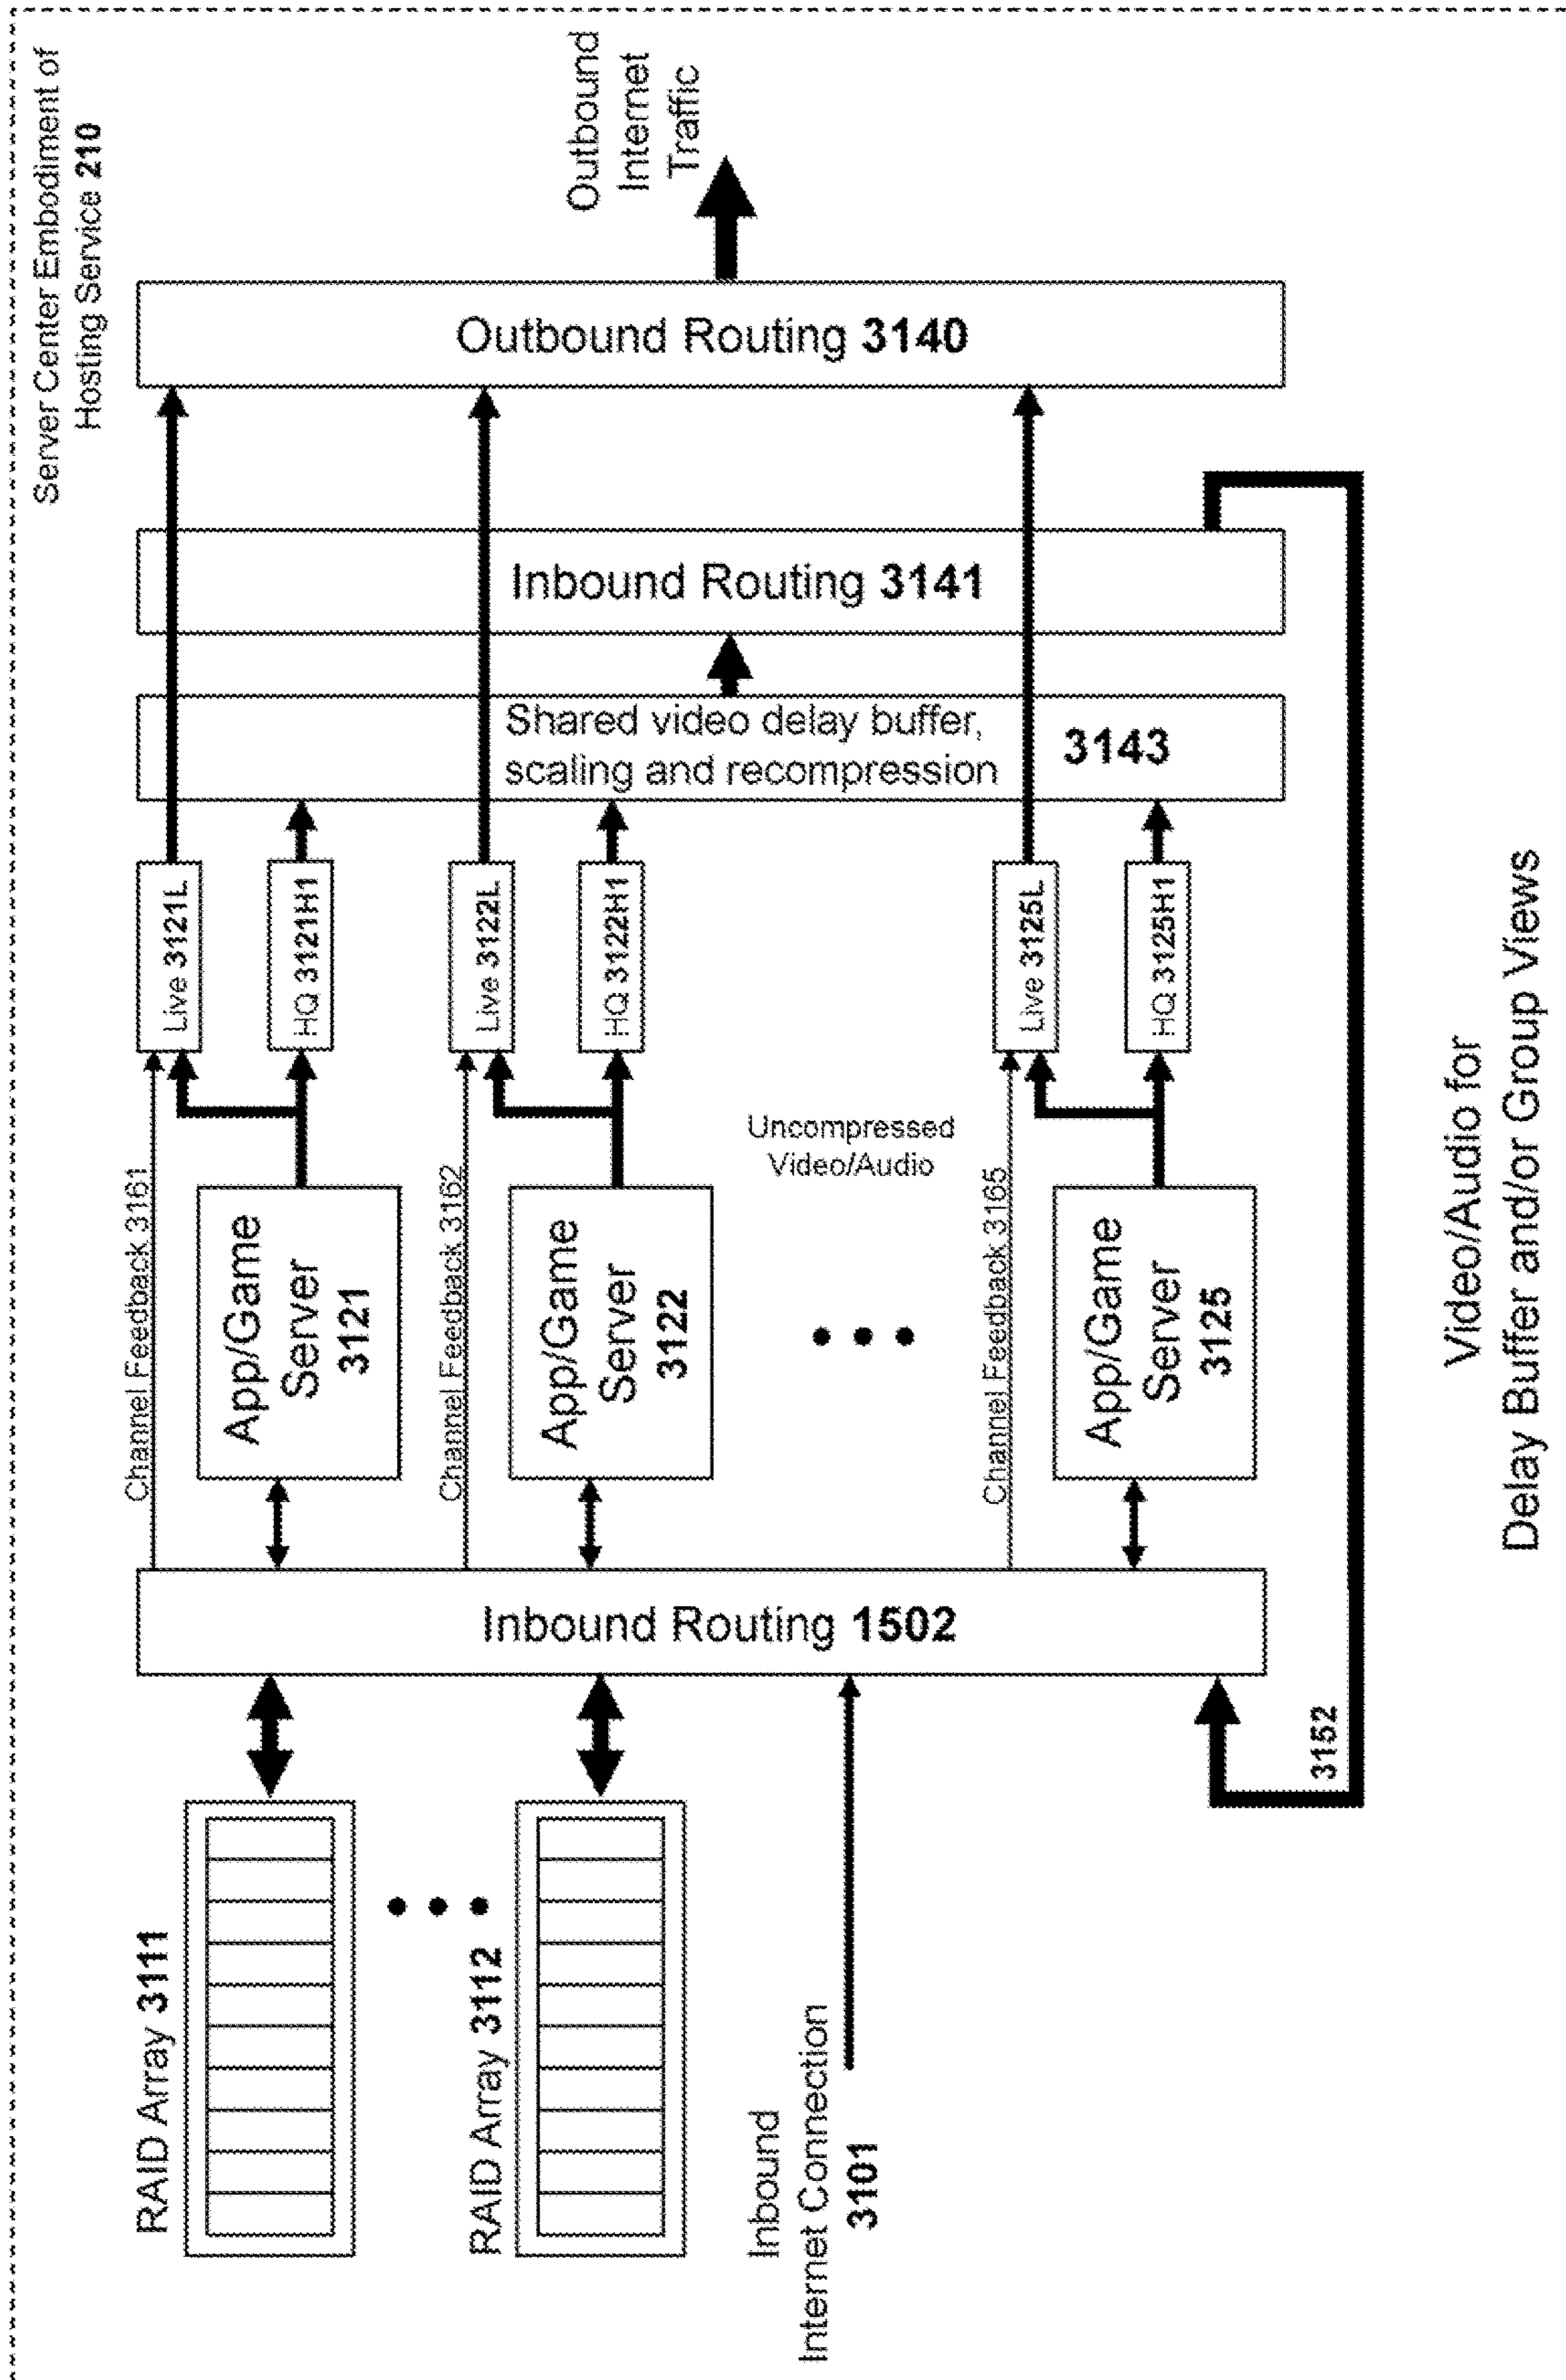 Server Center Embodiment of
Hosting Service 210
RAID Array 3111
RAID Array 3112
Inbound
Internet Connection
3101
Inbound Routing 1502
Channel Feedback 3161
App/Game
Server
3121
Live 3121L
HQ 3121H1
Channel Feedback 3162
App/Game
Server
3122
Live 3122L
HQ 3122H1
Uncompressed
Video/Audio
Channel Feedback 3165
App/Game
Server
3125
Live 3125L
HQ 3125H1
Shared video delay buffer,
scaling and recompression
3143
Inbound Routing 3141
Outbound Routing 3140
Outbound
Internet
Traffic
3152
Video/Audio for
Delay Buffer and/or Group Views